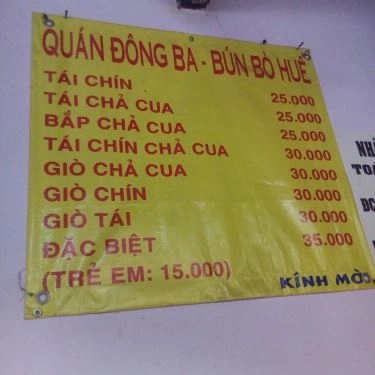 QUÁN ĐÔNG BA - BÚN BÒ HUẾ
TÁI CHÍN 25.000
TÁI CHẢ CUA 25.000
BẮP CHẢ CUA 25.000
TÁI CHÍN CHẢ CUA 30.000
GIÒ CHẢ CUA 30.000
GIÒ CHÍN 30.000
GIÒ TÁI 30.000
ĐẶC BIỆT 35.000
(TRẺ EM: 15.000)
KÍNH MỜI